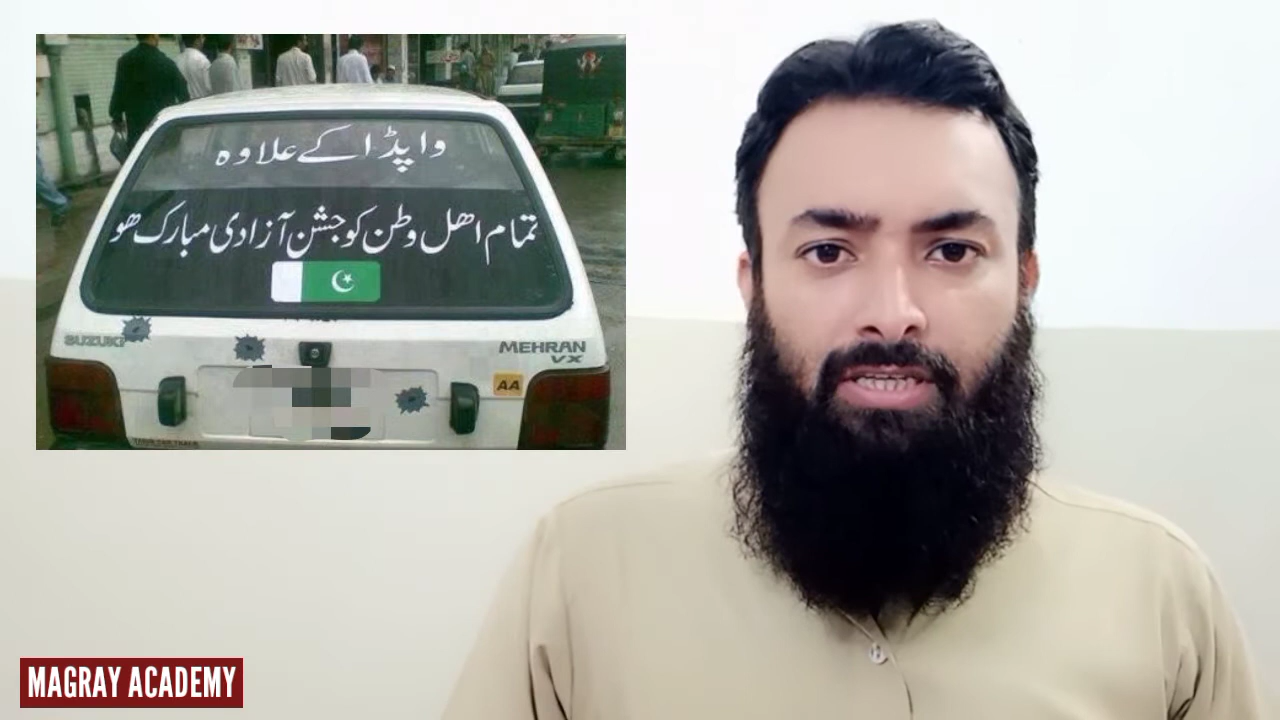 واپڈا کے علاوہ
تمام اھل وطن کو جشن آزادی مبارک ھو
SUZUKI
MEHRAN
VX
AA
MAGRAY ACADEMY